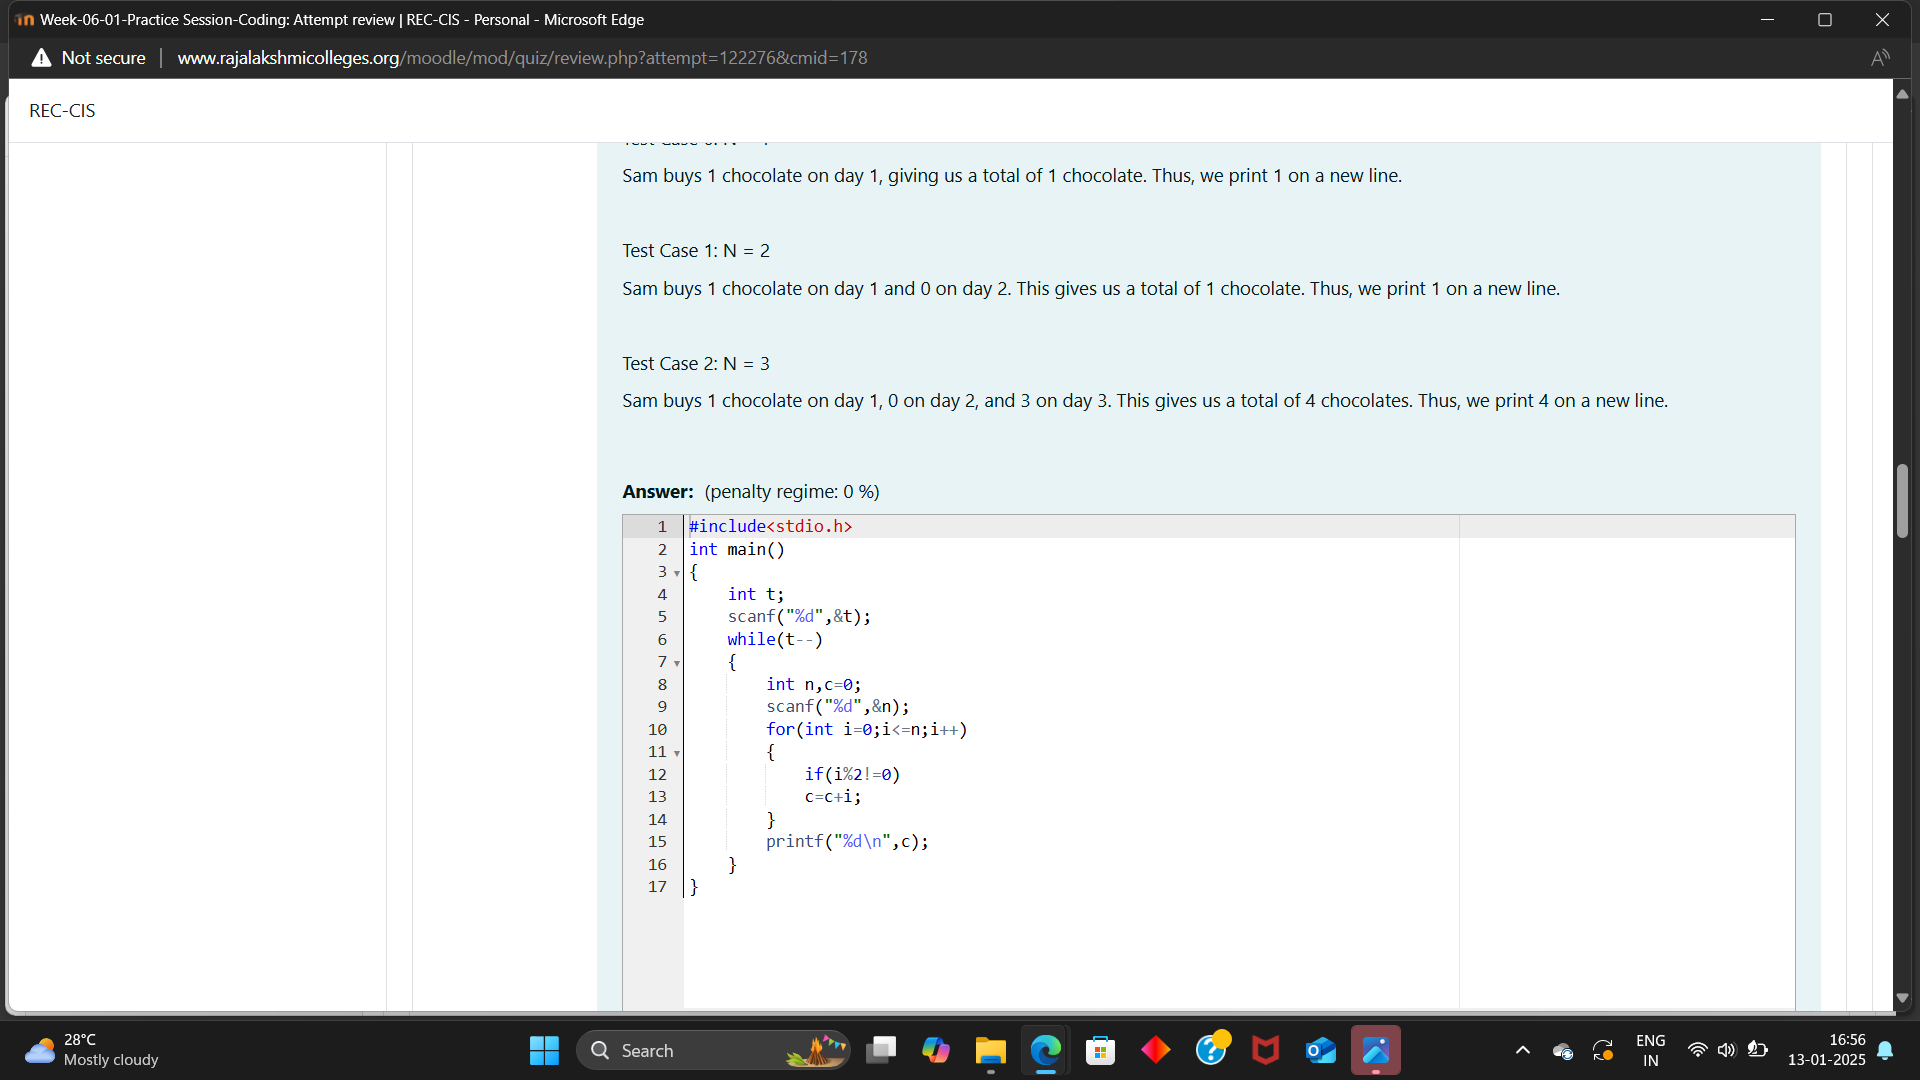 Week-06-01-Practice Session-Coding: Attempt review | REC-CIS - Personal - Microsoft Edge
Not secure | www.rajalakshmicolleges.org/moodle/mod/quiz/review.php?attempt=122276&cmid=178
REC-CIS
Sam buys 1 chocolate on day 1, giving us a total of 1 chocolate. Thus, we print 1 on a new line.
Test Case 1: N = 2
Sam buys 1 chocolate on day 1 and 0 on day 2. This gives us a total of 1 chocolate. Thus, we print 1 on a new line.
Test Case 2: N = 3
Sam buys 1 chocolate on day 1, 0 on day 2, and 3 on day 3. This gives us a total of 4 chocolates. Thus, we print 4 on a new line.
Answer: (penalty regime: 0 %)
1 #include<stdio.h>
2 int main()
3 {
4 int t;
5 scanf("%d",&t);
6 while(t--)
7 {
8 int n,c=0;
9 scanf("%d",&n);
10 for(int i=0;i<=n;i++)
11 {
12 if(i%2!=0)
13 c=c+i;
14 }
15 printf("%d\n",c);
16 }
17 }
28°C
Mostly cloudy
Search
ENG
IN
16:56
13-01-2025